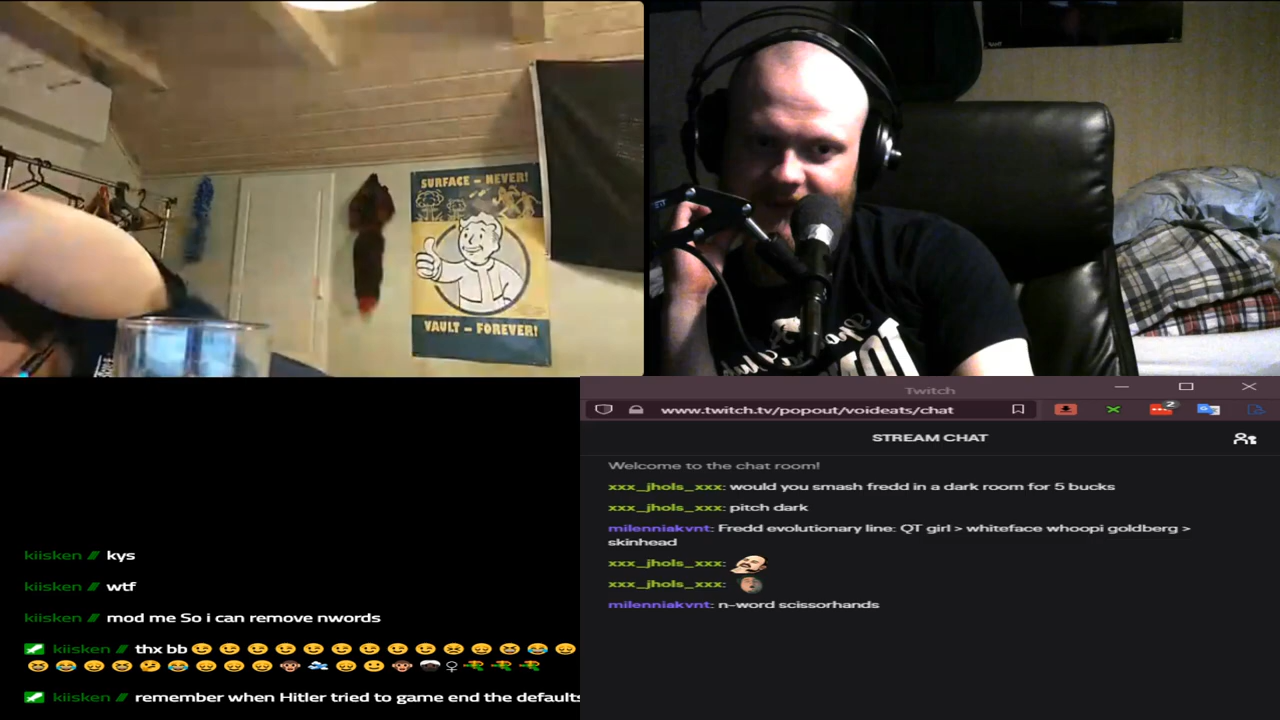 SURFACE - NEVER!
VAULT - FOREVER!
Twitch
www.twitch.tv/popout/voideats/chat
2
STREAM CHAT
Welcome to the chat room!
xxx_jhols_xxx: would you smash fredd in a dark room for 5 bucks
xxx_jhols_xxx: pitch dark
milenniakvnt: Fredd evolutionary line: QT girl > whiteface whoopi goldberg >
skinhead
xxx_jhols_xxx:
xxx_jhols_xxx:
milenniakvnt: n-word scissorhands
kiisken // kys
kiisken // wtf
kiisken // mod me So i can remove nwords
kiisken // thx bb 😉 😉 😉 😉 😉 😉 😉 😉 😉 😣 😔 😆 😂 😔
😆 😂 😔 😆 🤔 😂 😔 😔 😔
kiisken // remember when Hitler tried to game end the defaults